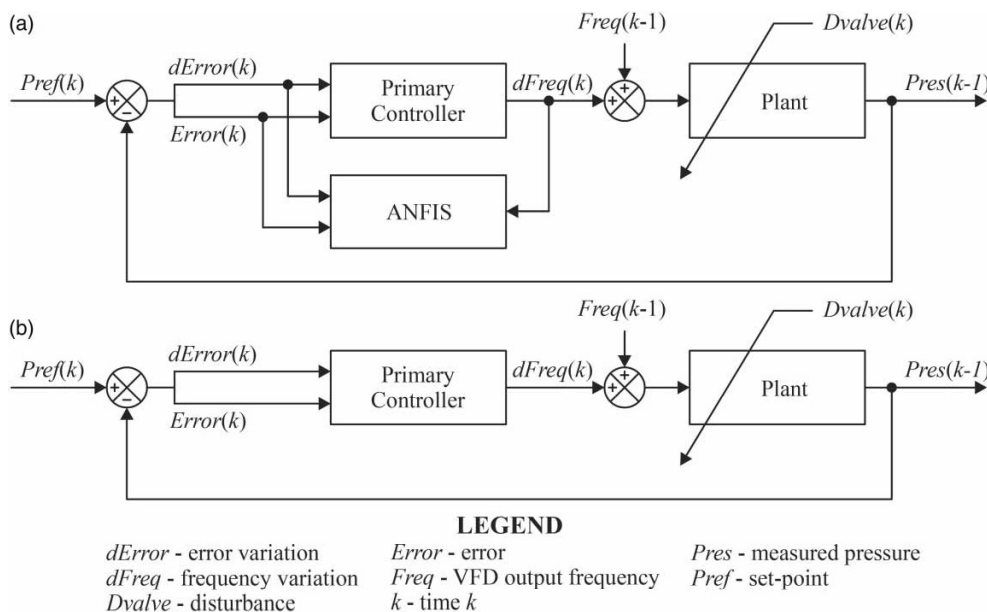 (a)
Freq(k-1)
Dvalve(k)
Pref(k)
dError(k)
Primary
Controller
dFreq(k)
Plant
Pres(k-1)
+
−
+
+
Error(k)
ANFIS
(b)
Freq(k-1)
Dvalve(k)
Pref(k)
dError(k)
Primary
Controller
dFreq(k)
Plant
Pres(k-1)
+
−
+
+
Error(k)
LEGEND
dError - error variation
Error - error
Pres - measured pressure
dFreq - frequency variation
Freq - VFD output frequency
Pref - set-point
Dvalve - disturbance
k - time k